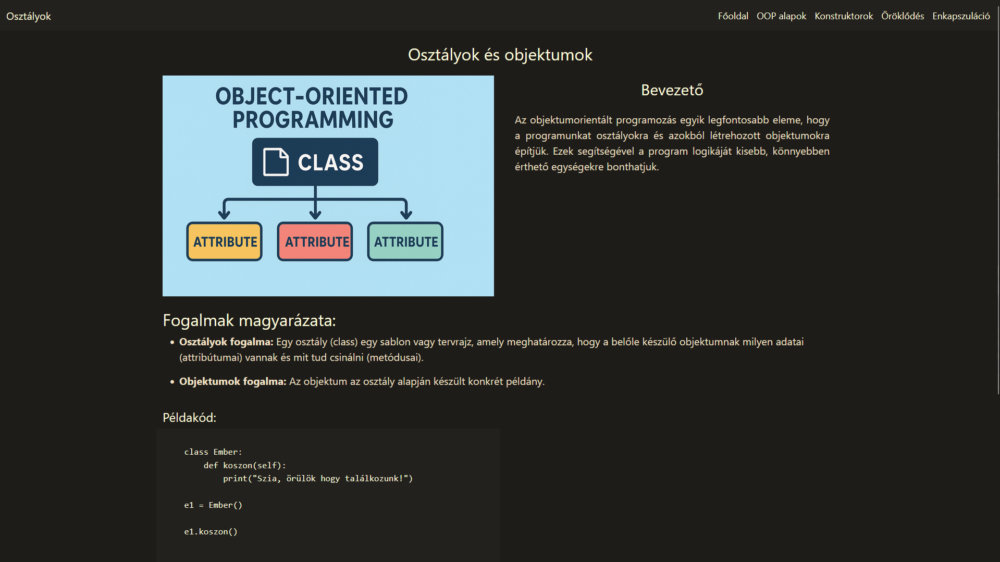 Osztályok
Főoldal OOP alapok Konstruktorok Öröklődés Enkapszuláció
Osztályok és objektumok
OBJECT-ORIENTED
PROGRAMMING
CLASS
ATTRIBUTE ATTRIBUTE ATTRIBUTE
Bevezető
Az objektumorientált programozás egyik legfontosabb eleme, hogy
a programunkat osztályokra és azokból létrehozott objektumokra
építjük. Ezek segítségével a program logikáját kisebb, könnyebben
érthető egységekre bonthatjuk.
Fogalmak magyarázata:
• Osztályok fogalma: Egy osztály (class) egy sablon vagy tervrajz, amely meghatározza, hogy a belőle készülő objektumnak milyen adatai
(attribútumai) vannak és mit tud csinálni (metódusai).
• Objektumok fogalma: Az objektum az osztály alapján készült konkrét példány.
Példakód:
class Ember:
    def koszon(self):
        print("Szia, örülök hogy találkozunk!")
e1 = Ember()
e1.koszon()